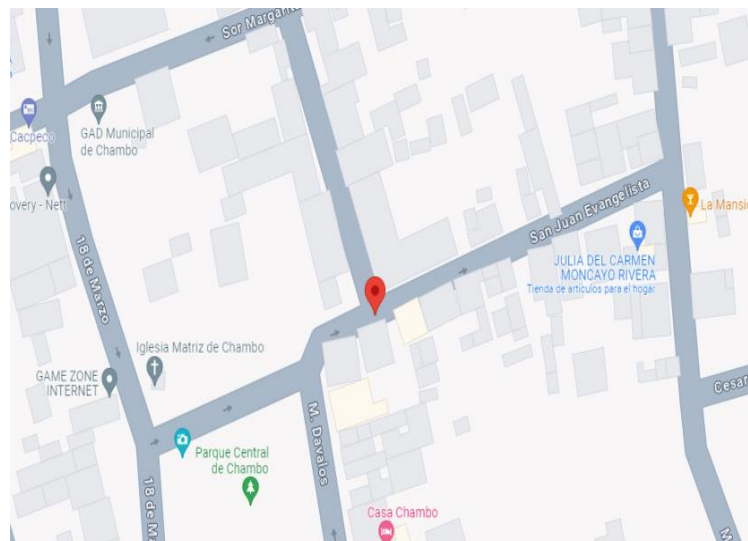 Sor Margarit
Cacpeco
GAD Municipal
de Chambo
overy - Nett
18 de Marzo
San Juan Evangelista
La Mansió
JULIA DEL CARMEN
MONCAYO RIVERA
Tienda de artículos para el hogar
Iglesia Matriz de Chambo
GAME ZONE
INTERNET
Cesar
M. Davalos
Parque Central
de Chambo
18 de Ma
Casa Chambo
M